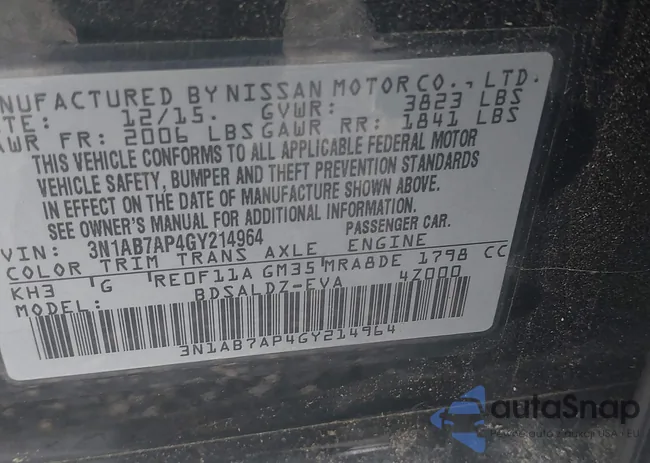 NUFACTURED BY NISSAN MOTOR CO., LTD.
TE: 12/15. GVWR: 3823 LBS
AWR FR: 2006 LBS GAWR RR: 1841 LBS
THIS VEHICLE CONFORMS TO ALL APPLICABLE FEDERAL MOTOR
VEHICLE SAFETY, BUMPER AND THEFT PREVENTION STANDARDS
IN EFFECT ON THE DATE OF MANUFACTURE SHOWN ABOVE.
SEE OWNER'S MANUAL FOR ADDITIONAL INFORMATION.
VIN: 3N1AB7AP4GY214964 PASSENGER CAR.
COLOR TRIM TRANS AXLE ENGINE
KH3 G RE0F11A GM35 MRA8DE 1798 CC
MODEL: BDSALDZ-EVA 4Z000
3N1AB7AP4GY214964
autoSnap